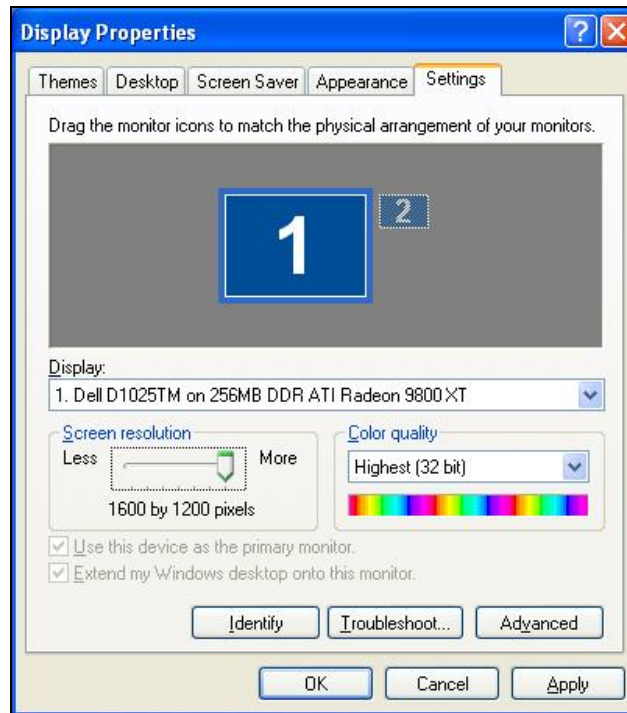 Display Properties
Themes Desktop Screen Saver Appearance Settings
Drag the monitor icons to match the physical arrangement of your monitors.
1 2
Display:
1. Dell D1025TM on 256MB DDR ATI Radeon 9800 XT
Screen resolution
Less More
1600 by 1200 pixels
Color quality
Highest (32 bit)
Use this device as the primary monitor.
Extend my Windows desktop onto this monitor.
Identify Troubleshoot... Advanced
OK Cancel Apply